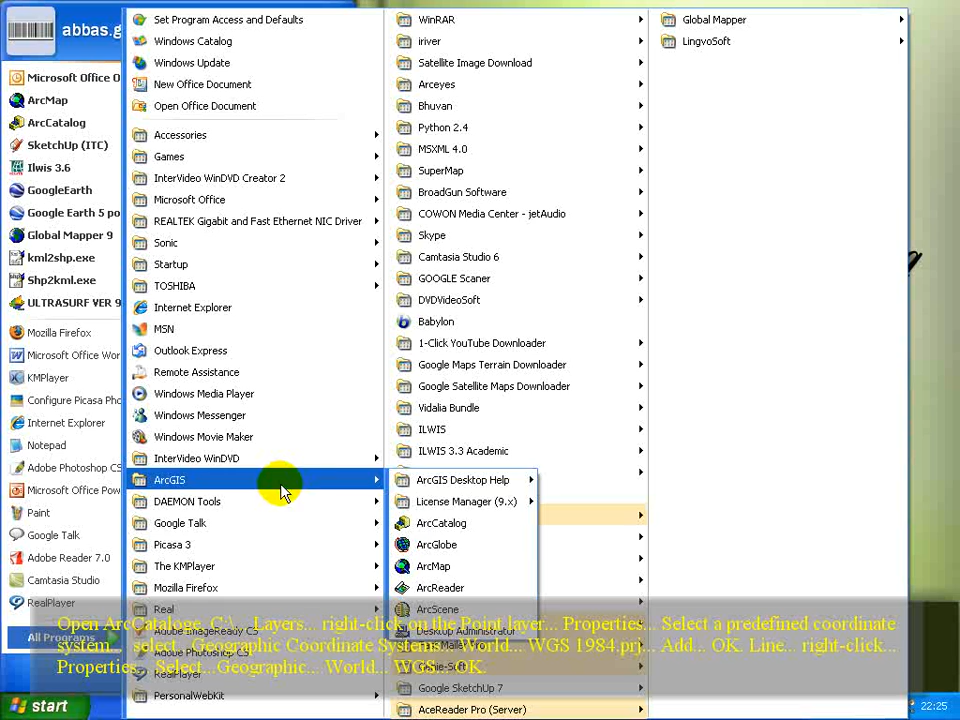 abbas.g
Microsoft Office O
ArcMap
ArcCatalog
SketchUp (ITC)
Ilwis 3.6
GoogleEarth
Google Earth 5 po
Global Mapper 9
kml2shp.exe
Shp2kml.exe
ULTRASURF VER 9
Mozilla Firefox
Microsoft Office Wor
KMPlayer
Configure Picasa Pho
Internet Explorer
Notepad
Adobe Photoshop CS
Microsoft Office Pow
Paint
Google Talk
Adobe Reader 7.0
Camtasia Studio
RealPlayer
All Programs
start
Set Program Access and Defaults
Windows Catalog
Windows Update
New Office Document
Open Office Document
Accessories
Games
InterVideo WinDVD Creator 2
Microsoft Office
REALTEK Gigabit and Fast Ethernet NIC Driver
Sonic
Startup
TOSHIBA
Internet Explorer
MSN
Outlook Express
Remote Assistance
Windows Media Player
Windows Messenger
Windows Movie Maker
InterVideo WinDVD
ArcGIS
DAEMON Tools
Google Talk
Picasa 3
The KMPlayer
Mozilla Firefox
Real
Adobe ImageReady CS
Adobe Photoshop CS
RealPlayer
PersonalWebKit
WinRAR
iriver
Satellite Image Download
Arceyes
Bhuvan
Python 2.4
MSXML 4.0
SuperMap
BroadGun Software
COWON Media Center - jetAudio
Skype
Camtasia Studio 6
GOOGLE Scaner
DVDVideoSoft
Babylon
1-Click YouTube Downloader
Google Maps Terrain Downloader
Google Satellite Maps Downloader
Vidalia Bundle
ILWIS
ILWIS 3.3 Academic
Google SketchUp 7
AceReader Pro (Server)
ArcGIS Desktop Help
License Manager (9.x)
ArcCatalog
ArcGlobe
ArcMap
ArcReader
ArcScene
Desktop Administrator
Global Mapper
LingvoSoft
Open ArcCataloge, C:\... Layers... right-click on the Point layer... Properties... Select a predefined coordinate
system... select...Geographic Coordinate Systems... World... WGS 1984.prj... Add... OK. Line... right-click...
Properties... Select...Geographic... World... WGS... OK.
22:25